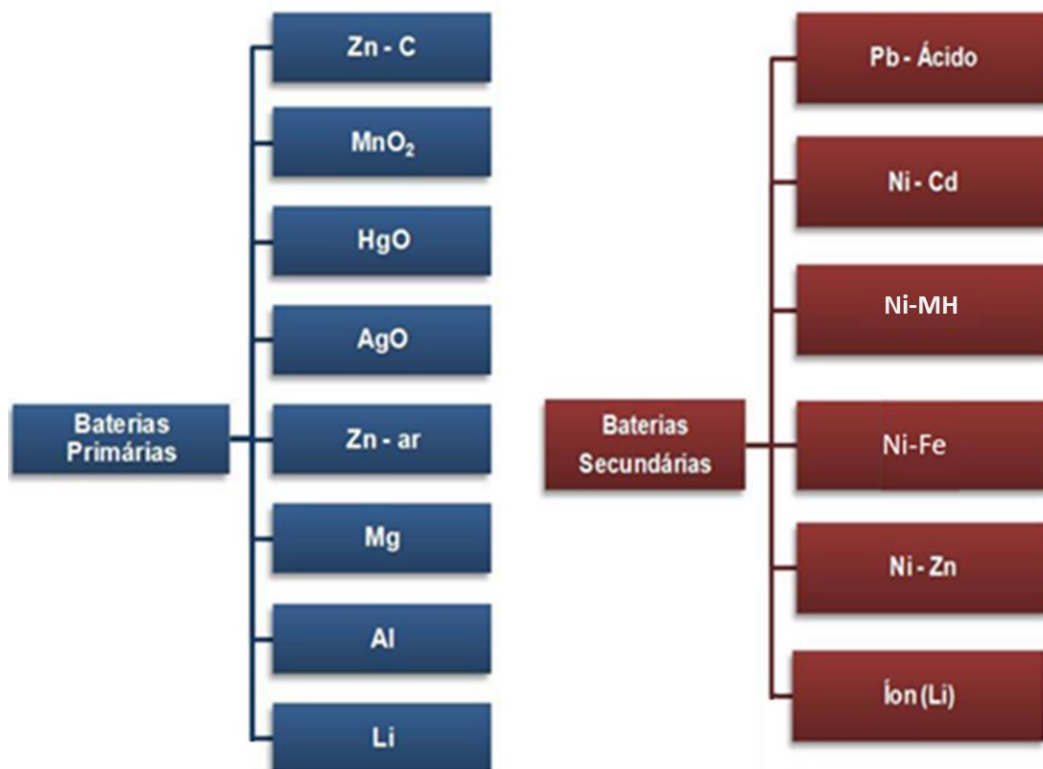 Baterias
Primárias
Zn - C
MnO₂
HgO
AgO
Zn - ar
Mg
Al
Li
Baterias
Secundárias
Pb - Ácido
Ni - Cd
Ni-MH
Ni-Fe
Ni - Zn
Íon (Li)